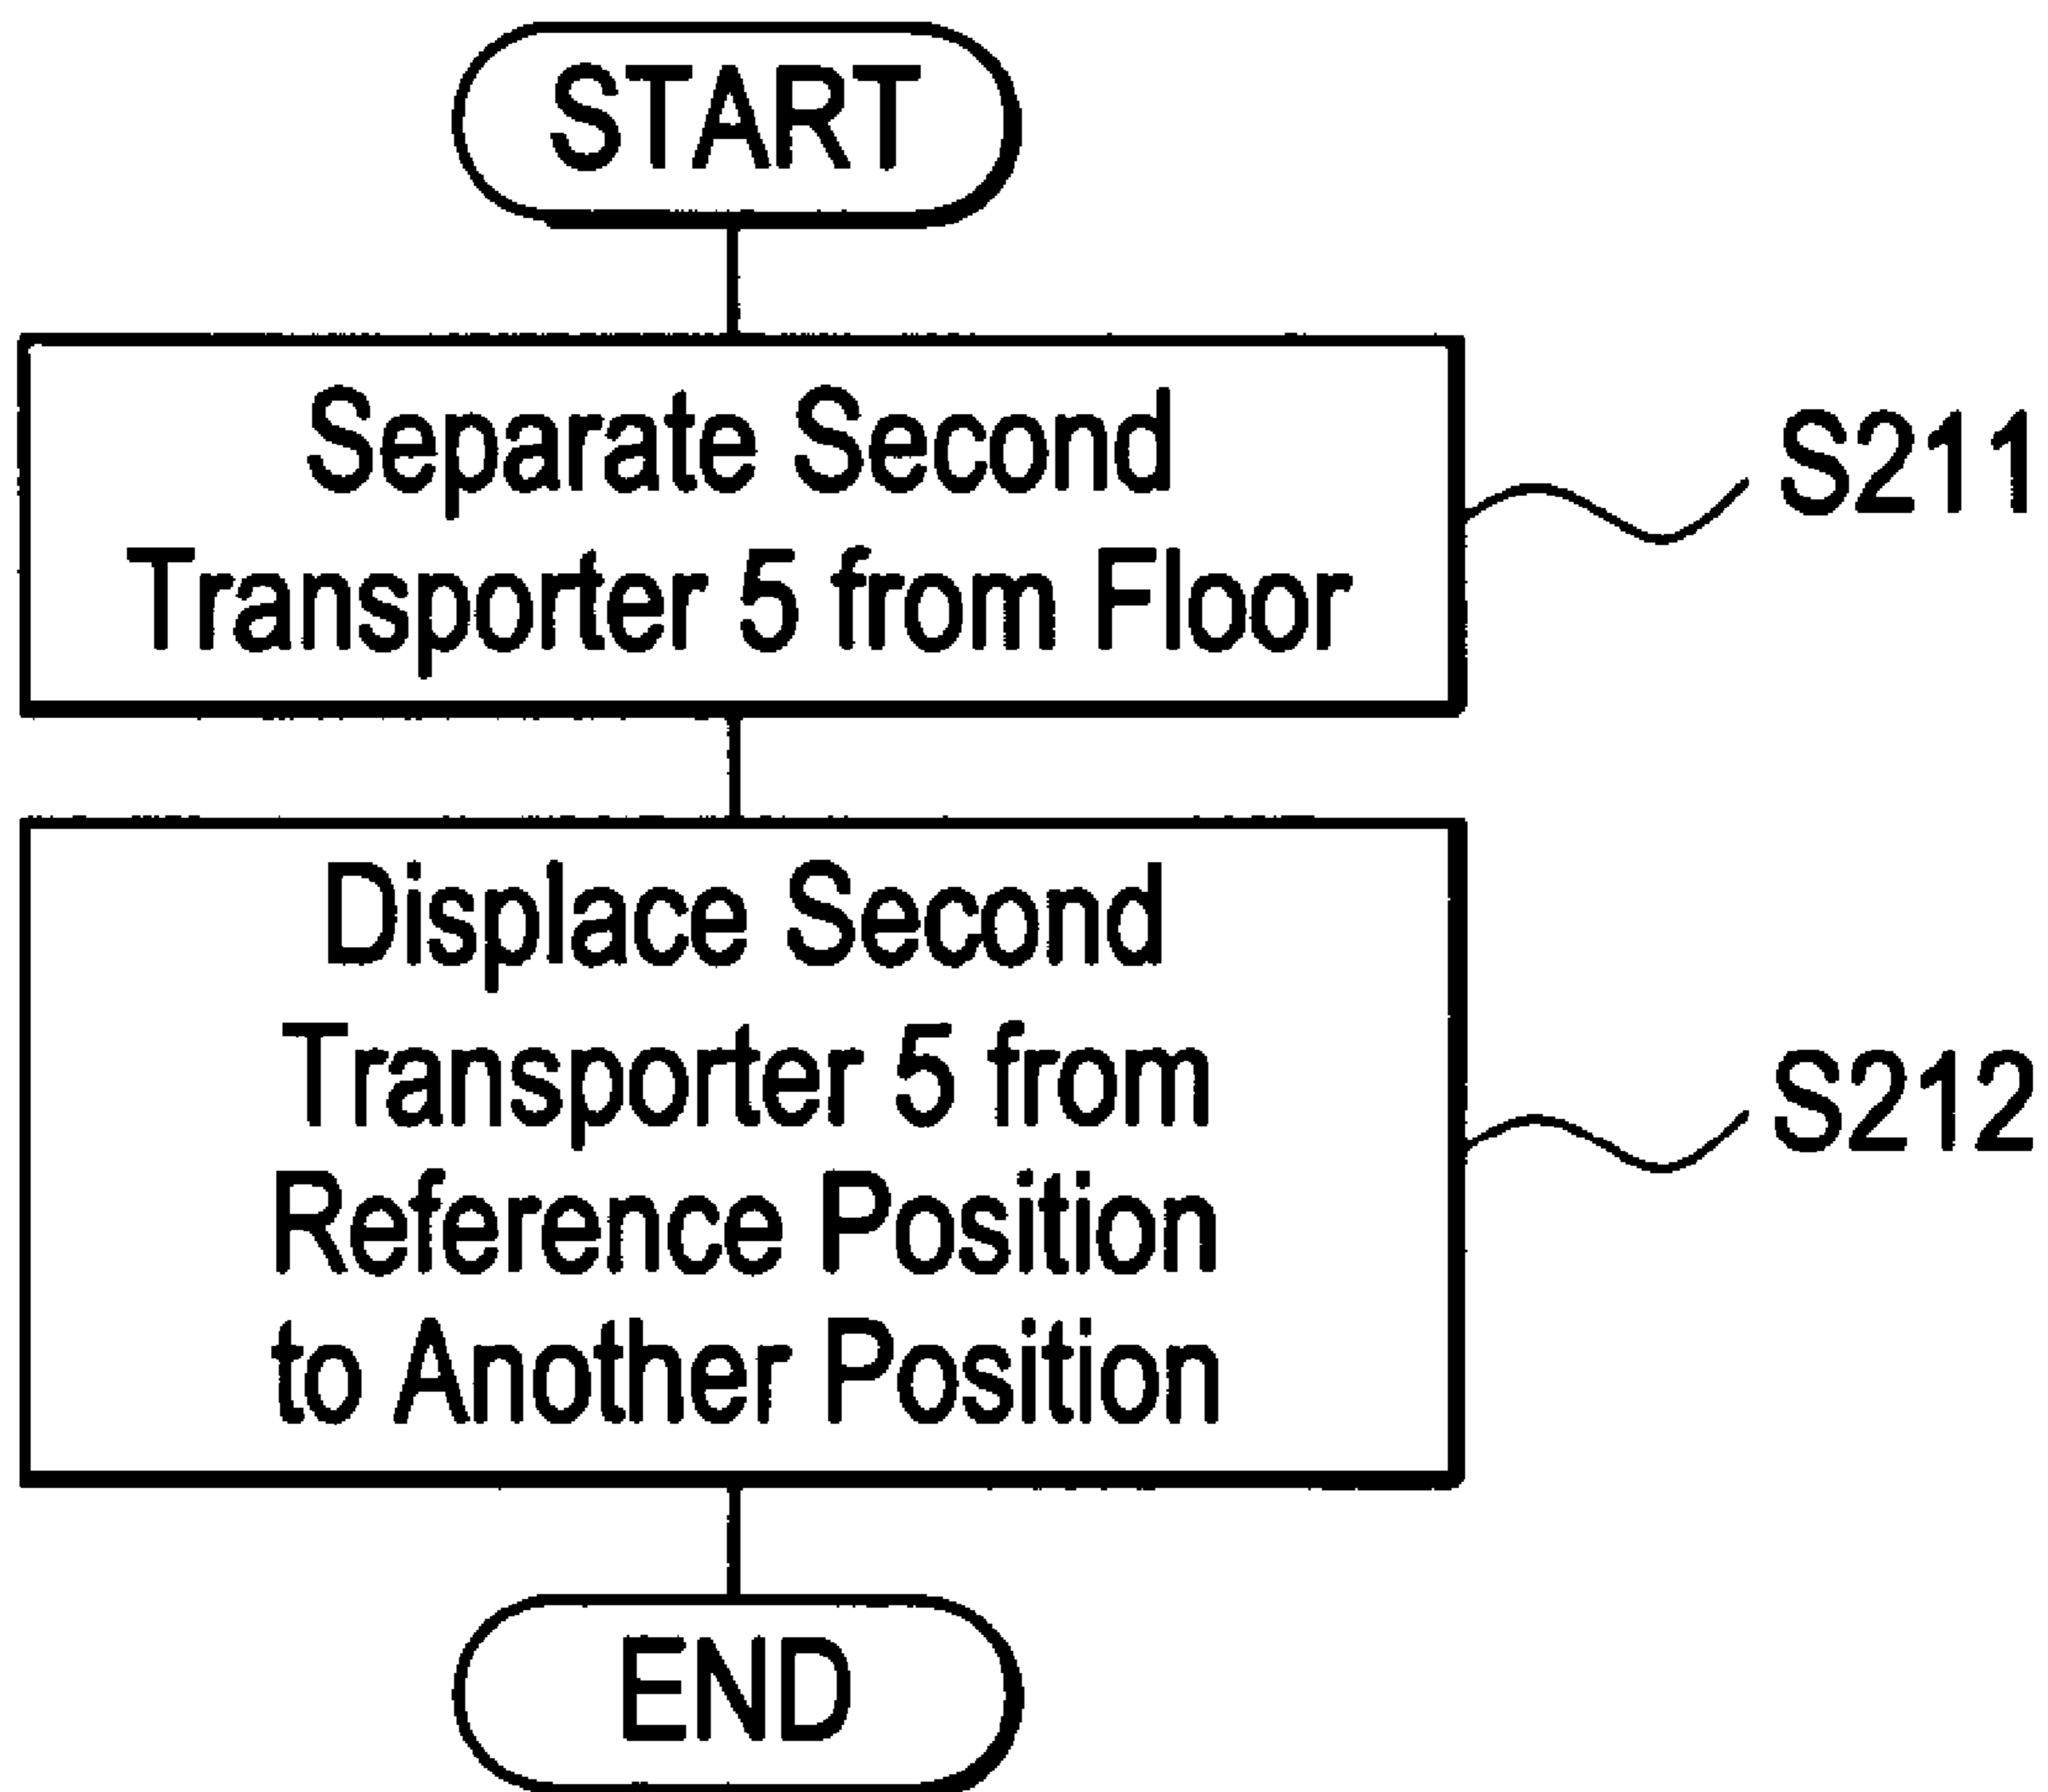 START
Separate Second
Transporter 5 from Floor
S211
Displace Second
Transporter 5 from
Reference Position
to Another Position
S212
END